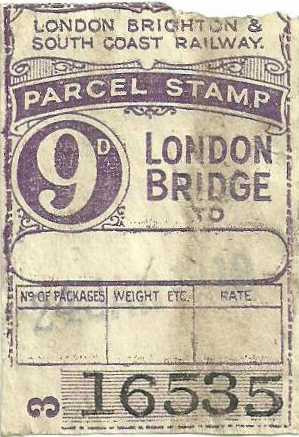 LONDON BRIGHTON &
SOUTH COAST RAILWAY.
PARCEL STAMP
9D
LONDON
BRIDGE
TO
No OF PACKAGES WEIGHT ETC. RATE
3 16535